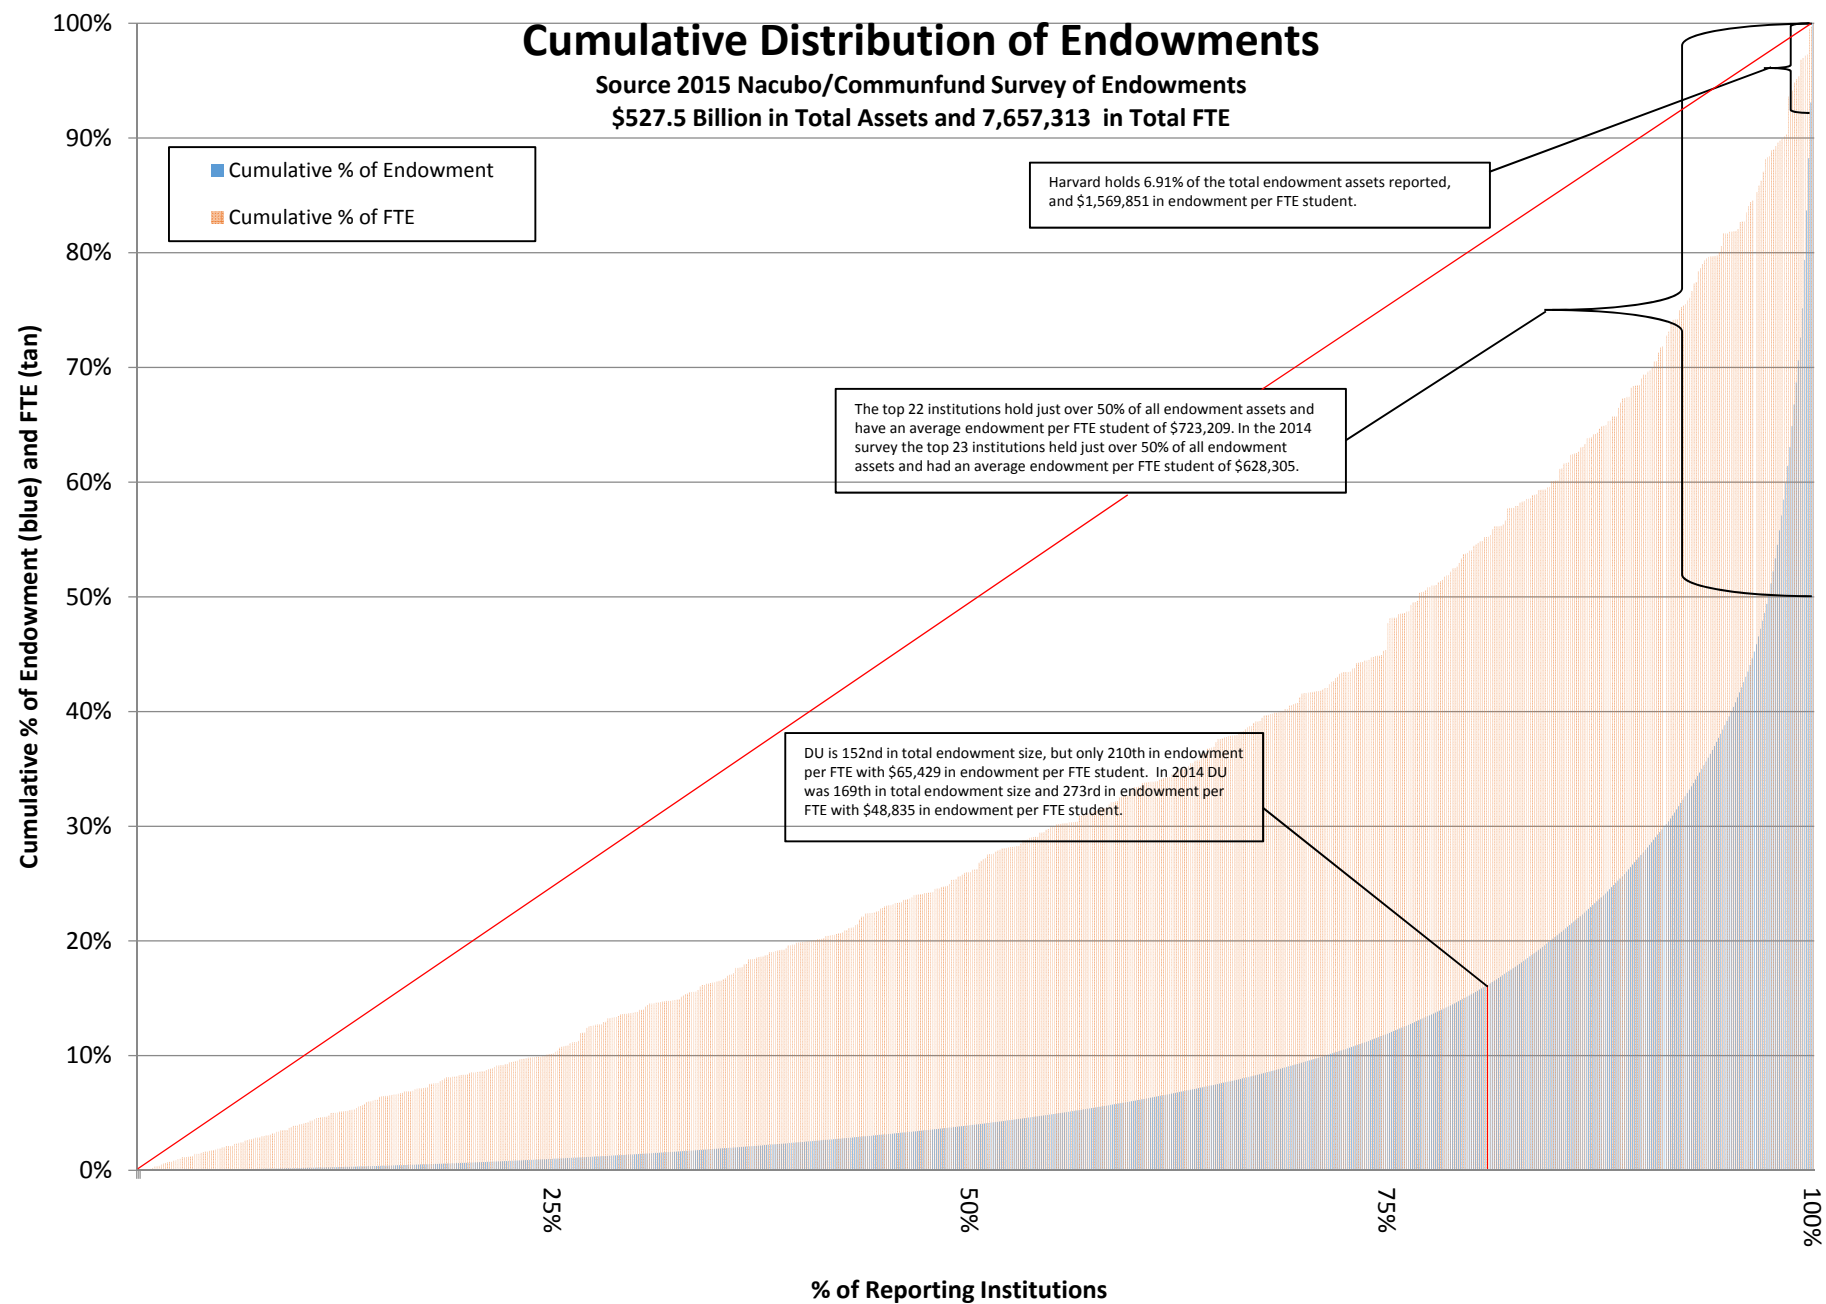 Cumulative Distribution of Endowments
Source 2015 Nacubo/Communfund Survey of Endowments
$527.5 Billion in Total Assets and 7,657,313 in Total FTE
Cumulative % of Endowment
Cumulative % of FTE
Harvard holds 6.91% of the total endowment assets reported,
and $1,569,851 in endowment per FTE student.
The top 22 institutions hold just over 50% of all endowment assets and
have an average endowment per FTE student of $723,209. In the 2014
survey the top 23 institutions held just over 50% of all endowment
assets and had an average endowment per FTE student of $628,305.
DU is 152nd in total endowment size, but only 210th in endowment
per FTE with $65,429 in endowment per FTE student. In 2014 DU
was 169th in total endowment size and 273rd in endowment per
FTE with $48,835 in endowment per FTE student.
Cumulative % of Endowment (blue) and FTE (tan)
100%
90%
80%
70%
60%
50%
40%
30%
20%
10%
0%
25%
50%
75%
100%
% of Reporting Institutions